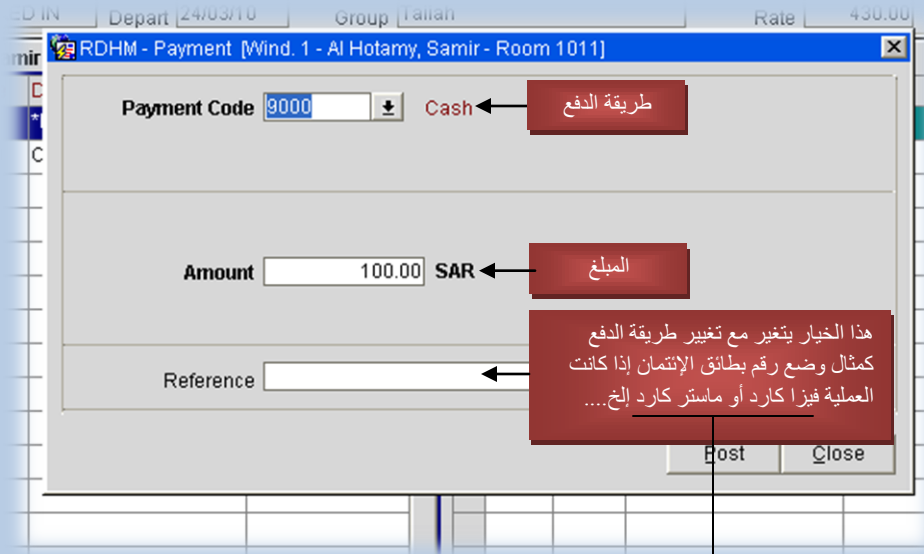 Depart 24/03/10 Group Rate 430.00
RDHM - Payment [Wind. 1 - Al Hotamy, Samir - Room 1011]
Payment Code 9000 Cash
طريقة الدفع
Amount 100.00 SAR
المبلغ
هذا الخيار يتغير مع تغيير طريقة الدفع
كمثال وضع رقم بطائق الإئتمان إذا كانت
العملية فيزا كارد أو ماستر كارد إلخ....
Reference
Post Close